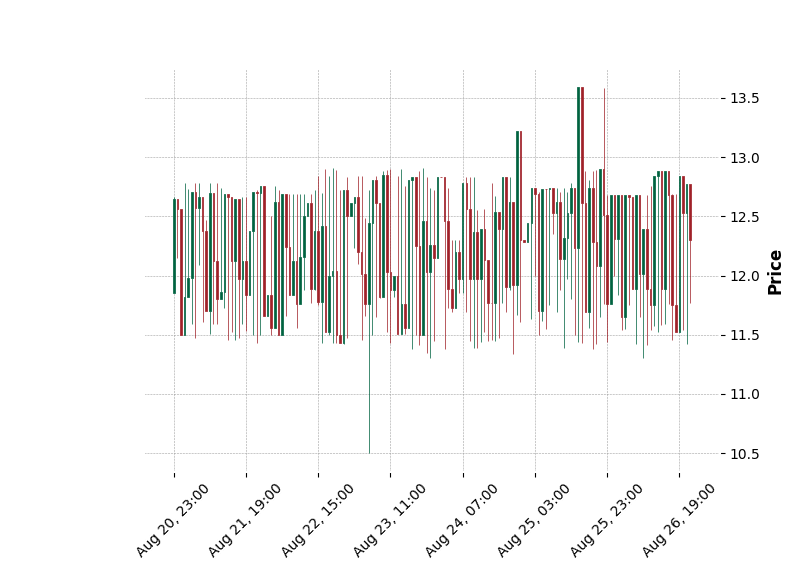 13.5
13.0
12.5
12.0
11.5
11.0
10.5
Price
Aug 20, 23:00
Aug 21, 19:00
Aug 22, 15:00
Aug 23, 11:00
Aug 24, 07:00
Aug 25, 03:00
Aug 25, 23:00
Aug 26, 19:00